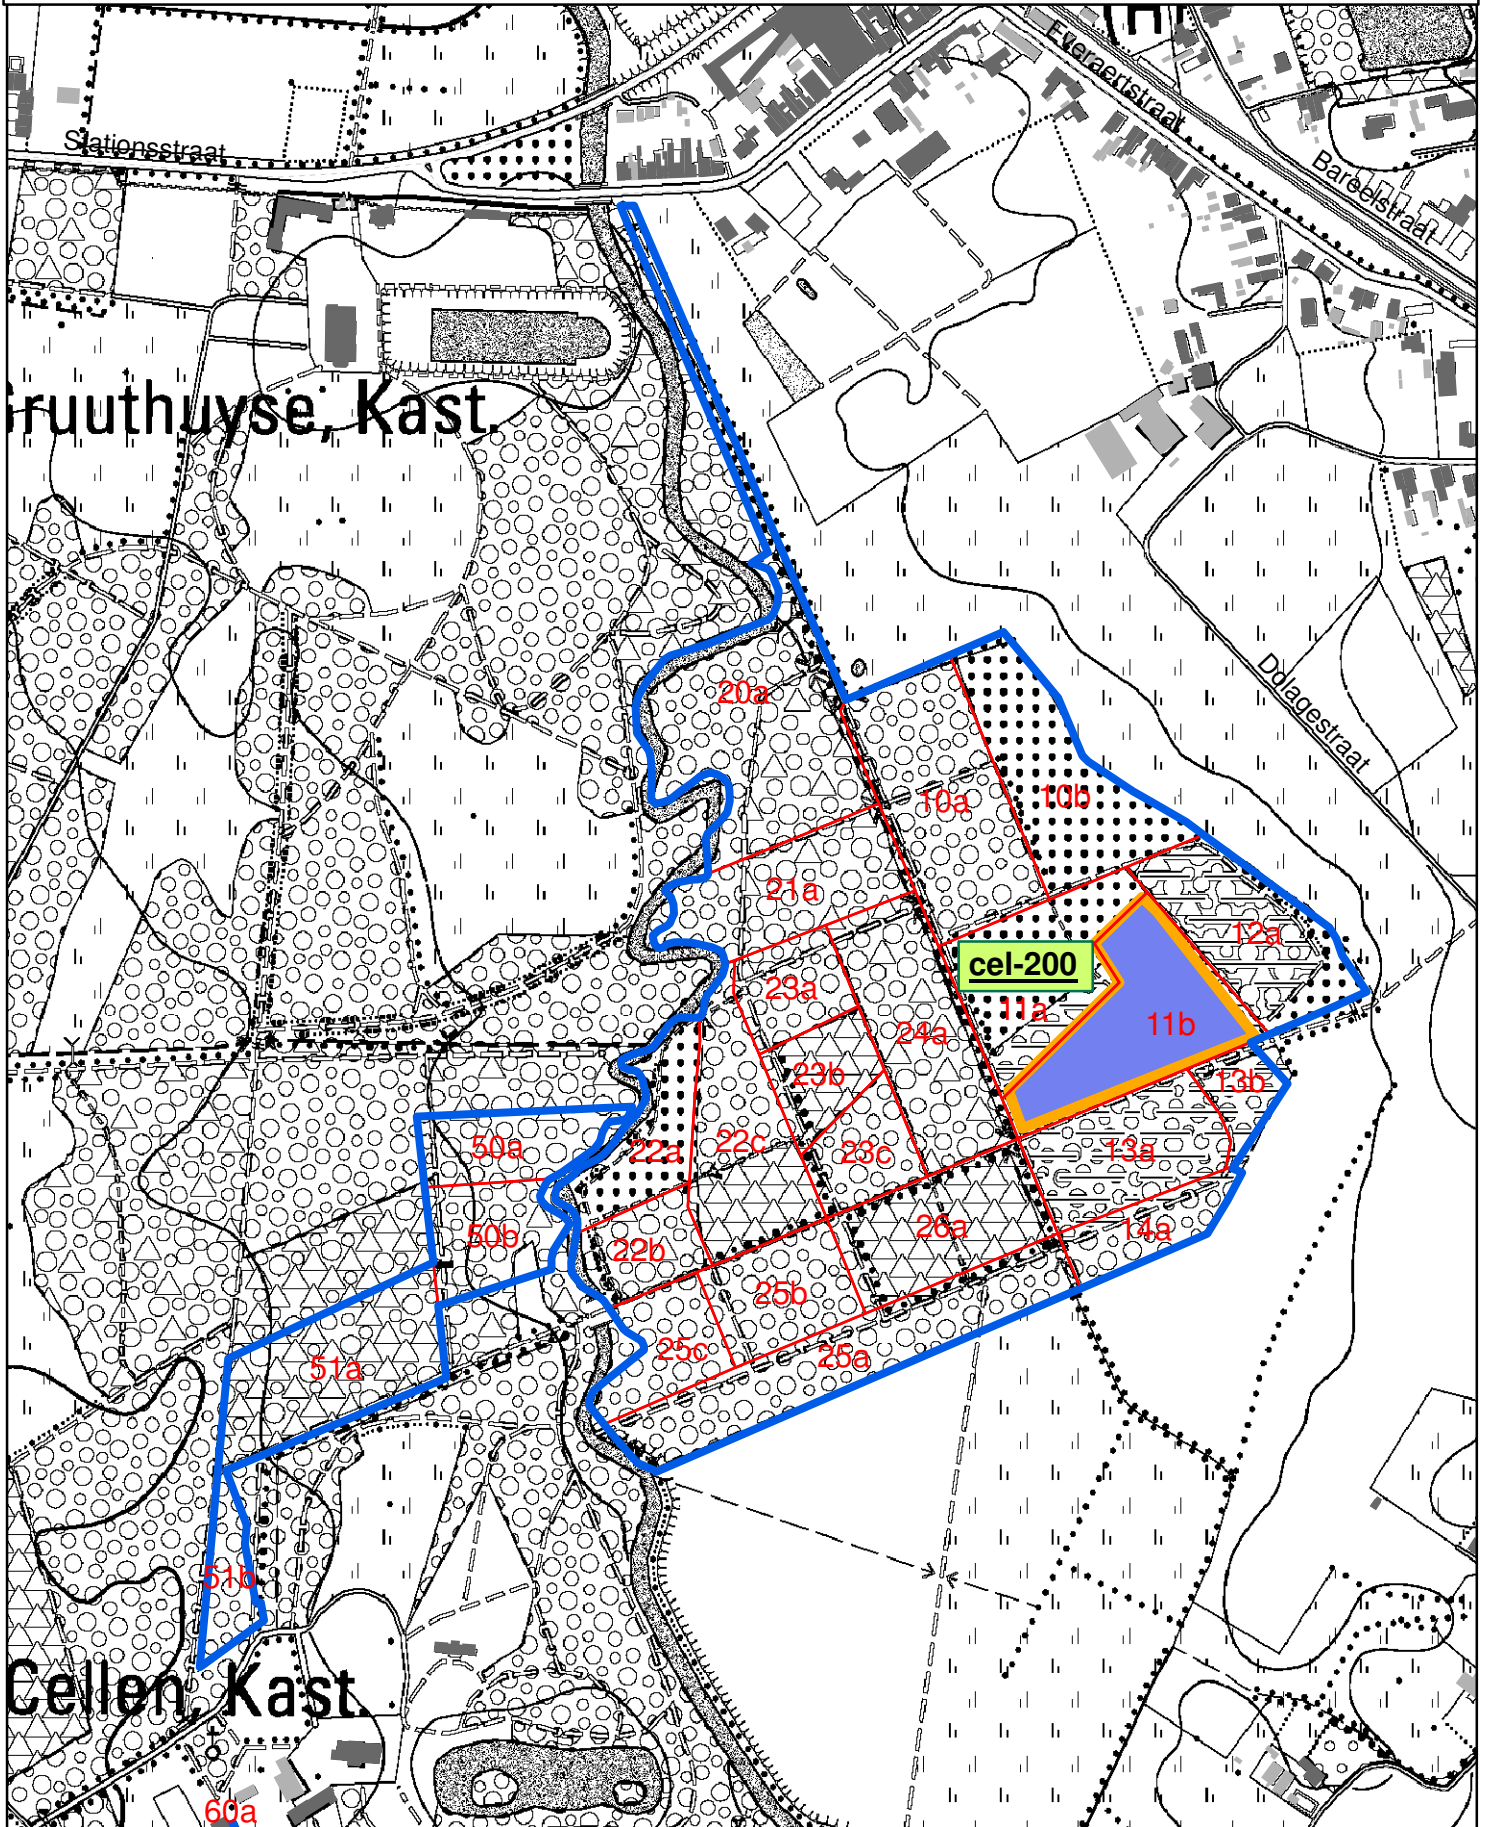 Everaertstraat
Stationsstraat
Bareelstraat
ruuthuyse, Kast.
Dolagestraat
20a
10a
10b
21a
12a
cel-200
23a
11a
11b
24a
23b
13b
50a
22a
22c
23c
13a
50b
22b
26a
14a
25b
25c
25a
51a
51b
Cellen, Kast.
60a